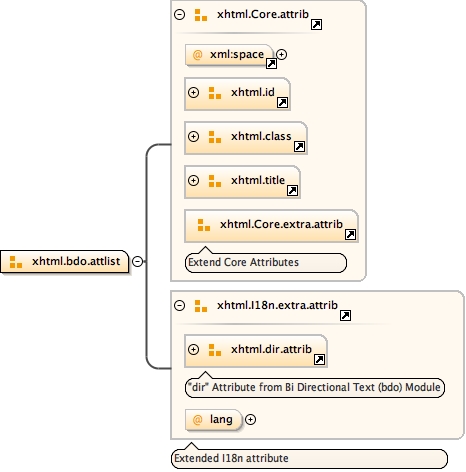 xhtml.Core.attrib
@ xml:space
xhtml.id
xhtml.class
xhtml.title
xhtml.Core.extra.attrib
Extend Core Attributes
xhtml.bdo.attlist
xhtml.I18n.extra.attrib
xhtml.dir.attrib
"dir" Attribute from Bi Directional Text (bdo) Module
@ lang
Extended I18n attribute